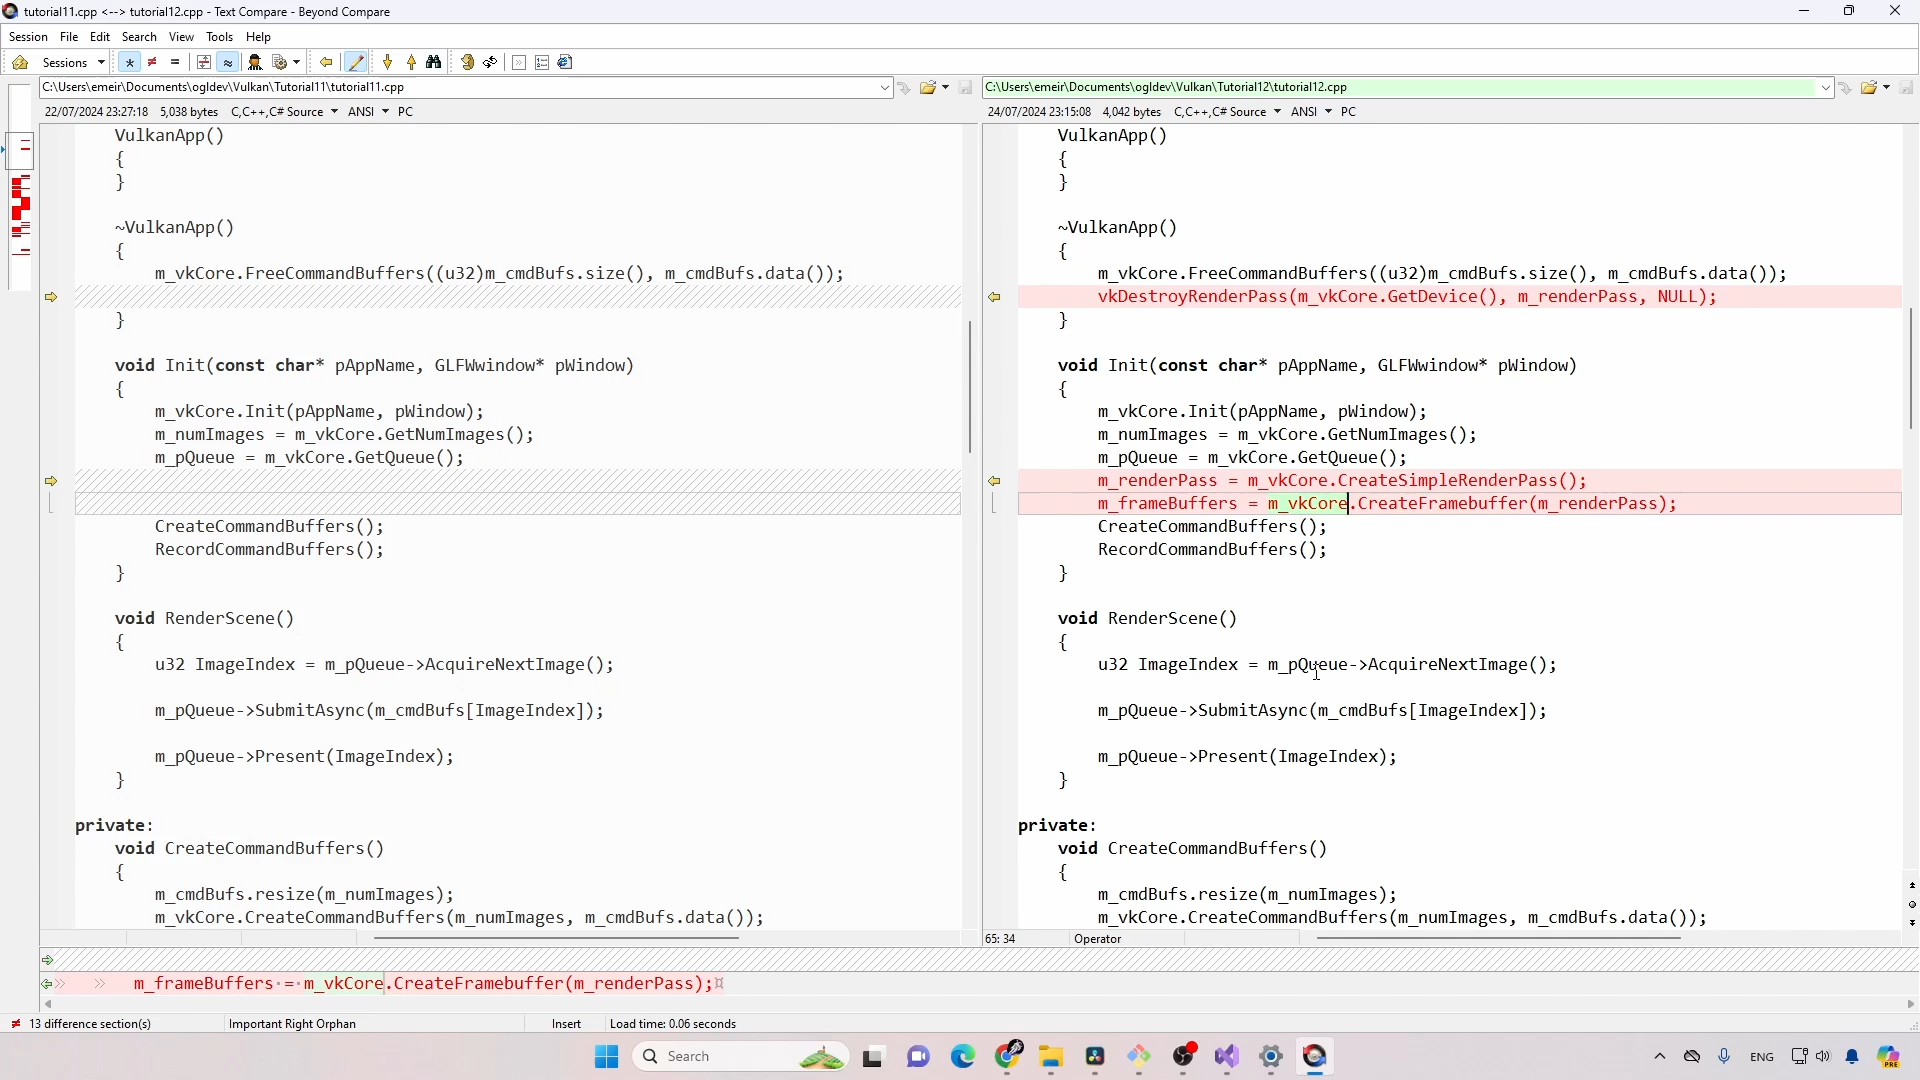 tutorial11.cpp <--> tutorial12.cpp - Text Compare - Beyond Compare
Session File Edit Search View Tools Help
Sessions
C:\Users\emeir\Documents\ogldev\Vulkan\Tutorial11\tutorial11.cpp
22/07/2024 23:27:18 5,038 bytes C,C++,C# Source ANSI PC
VulkanApp()
{
}
~VulkanApp()
{
m_vkCore.FreeCommandBuffers((u32)m_cmdBufs.size(), m_cmdBufs.data());
}
void Init(const char* pAppName, GLFWwindow* pWindow)
{
m_vkCore.Init(pAppName, pWindow);
m_numImages = m_vkCore.GetNumImages();
m_pQueue = m_vkCore.GetQueue();
CreateCommandBuffers();
RecordCommandBuffers();
}
void RenderScene()
{
u32 ImageIndex = m_pQueue->AcquireNextImage();
m_pQueue->SubmitAsync(m_cmdBufs[ImageIndex]);
m_pQueue->Present(ImageIndex);
}
private:
void CreateCommandBuffers()
{
m_cmdBufs.resize(m_numImages);
m_vkCore.CreateCommandBuffers(m_numImages, m_cmdBufs.data());
C:\Users\emeir\Documents\ogldev\Vulkan\Tutorial12\tutorial12.cpp
24/07/2024 23:15:08 4,042 bytes C,C++,C# Source ANSI PC
VulkanApp()
{
}
~VulkanApp()
{
m_vkCore.FreeCommandBuffers((u32)m_cmdBufs.size(), m_cmdBufs.data());
vkDestroyRenderPass(m_vkCore.GetDevice(), m_renderPass, NULL);
}
void Init(const char* pAppName, GLFWwindow* pWindow)
{
m_vkCore.Init(pAppName, pWindow);
m_numImages = m_vkCore.GetNumImages();
m_pQueue = m_vkCore.GetQueue();
m_renderPass = m_vkCore.CreateSimpleRenderPass();
m_frameBuffers = m_vkCore.CreateFramebuffer(m_renderPass);
CreateCommandBuffers();
RecordCommandBuffers();
}
void RenderScene()
{
u32 ImageIndex = m_pQueue->AcquireNextImage();
m_pQueue->SubmitAsync(m_cmdBufs[ImageIndex]);
m_pQueue->Present(ImageIndex);
}
private:
void CreateCommandBuffers()
{
m_cmdBufs.resize(m_numImages);
m_vkCore.CreateCommandBuffers(m_numImages, m_cmdBufs.data());
65: 34 Operator
m_frameBuffers·=·m_vkCore.CreateFramebuffer(m_renderPass);¤
13 difference section(s) Important Right Orphan Insert Load time: 0.06 seconds
Search
ENG
PRE